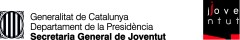 Generalitat de Catalunya
Departament de la Presidència
Secretaria General de Joventut
jove
ntut